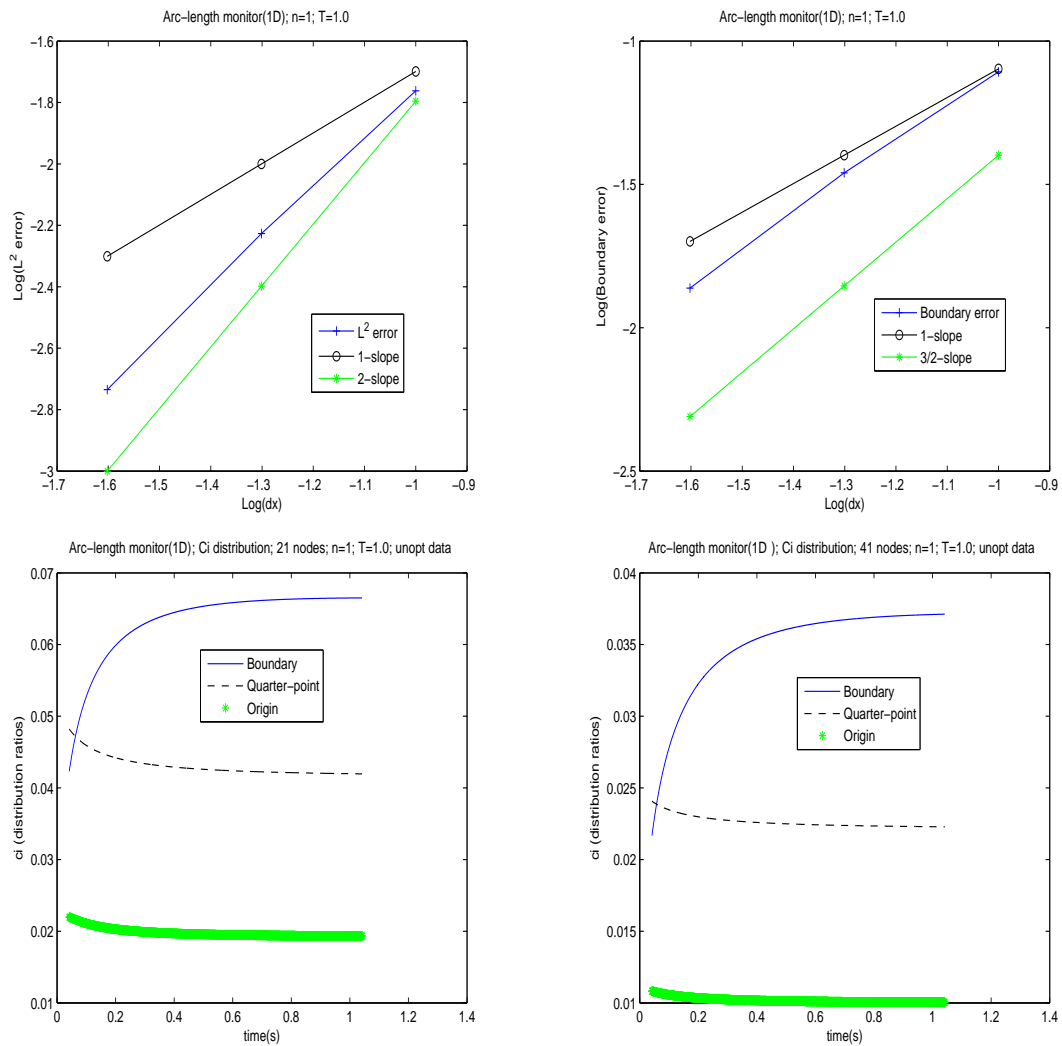 Arc-length monitor(1D); n=1; T=1.0
Log(L² error)
-1.6
-1.8
-2
-2.2
-2.4
-2.6
-2.8
-3
L² error
1-slope
2-slope
-1.7 -1.6 -1.5 -1.4 -1.3 -1.2 -1.1 -1 -0.9
Log(dx)
Arc-length monitor(1D); n=1; T=1.0
Log(Boundary error)
-1
-1.5
-2
-2.5
Boundary error
1-slope
3/2-slope
-1.7 -1.6 -1.5 -1.4 -1.3 -1.2 -1.1 -1 -0.9
Log(dx)
Arc-length monitor(1D); Ci distribution; 21 nodes; n=1; T=1.0; unopt data
ci (distribution ratios)
0.07
0.06
0.05
0.04
0.03
0.02
0.01
Boundary
Quarter-point
Origin
0 0.2 0.4 0.6 0.8 1 1.2 1.4
time(s)
Arc-length monitor(1D ); Ci distribution; 41 nodes; n=1; T=1.0; unopt data
ci (distribution ratios)
0.04
0.035
0.03
0.025
0.02
0.015
0.01
Boundary
Quarter-point
Origin
0 0.2 0.4 0.6 0.8 1 1.2 1.4
time(s)